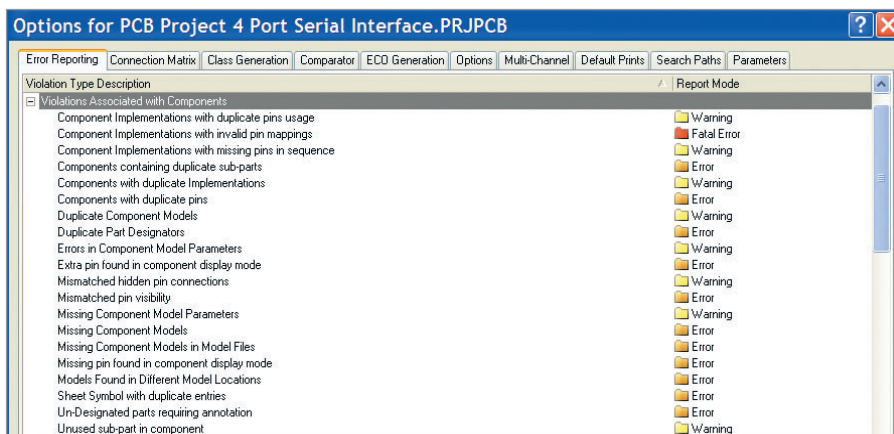 Options for PCB Project 4 Port Serial Interface.PRJPCB
Error Reporting Connection Matrix Class Generation Comparator ECO Generation Options Multi-Channel Default Prints Search Paths Parameters
Violation Type Description Report Mode
Violations Associated with Components
Component Implementations with duplicate pins usage Warning
Component Implementations with invalid pin mappings Fatal Error
Component Implementations with missing pins in sequence Warning
Components containing duplicate sub-parts Error
Components with duplicate Implementations Warning
Components with duplicate pins Error
Duplicate Component Models Warning
Duplicate Part Designators Error
Errors in Component Model Parameters Warning
Extra pin found in component display mode Error
Mismatched hidden pin connections Warning
Mismatched pin visibility Error
Missing Component Model Parameters Warning
Missing Component Models Error
Missing Component Models in Model Files Error
Missing pin found in component display mode Error
Models Found in Different Model Locations Error
Sheet Symbol with duplicate entries Error
Un-Designated parts requiring annotation Error
Unused sub-part in component Warning